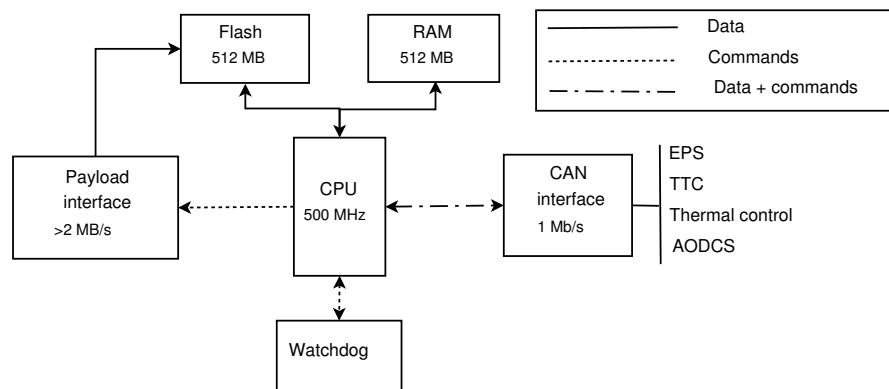 Flash
512 MB
RAM
512 MB
Data
Commands
Data + commands
Payload
interface
>2 MB/s
CPU
500 MHz
CAN
interface
1 Mb/s
EPS
TTC
Thermal control
AODCS
Watchdog